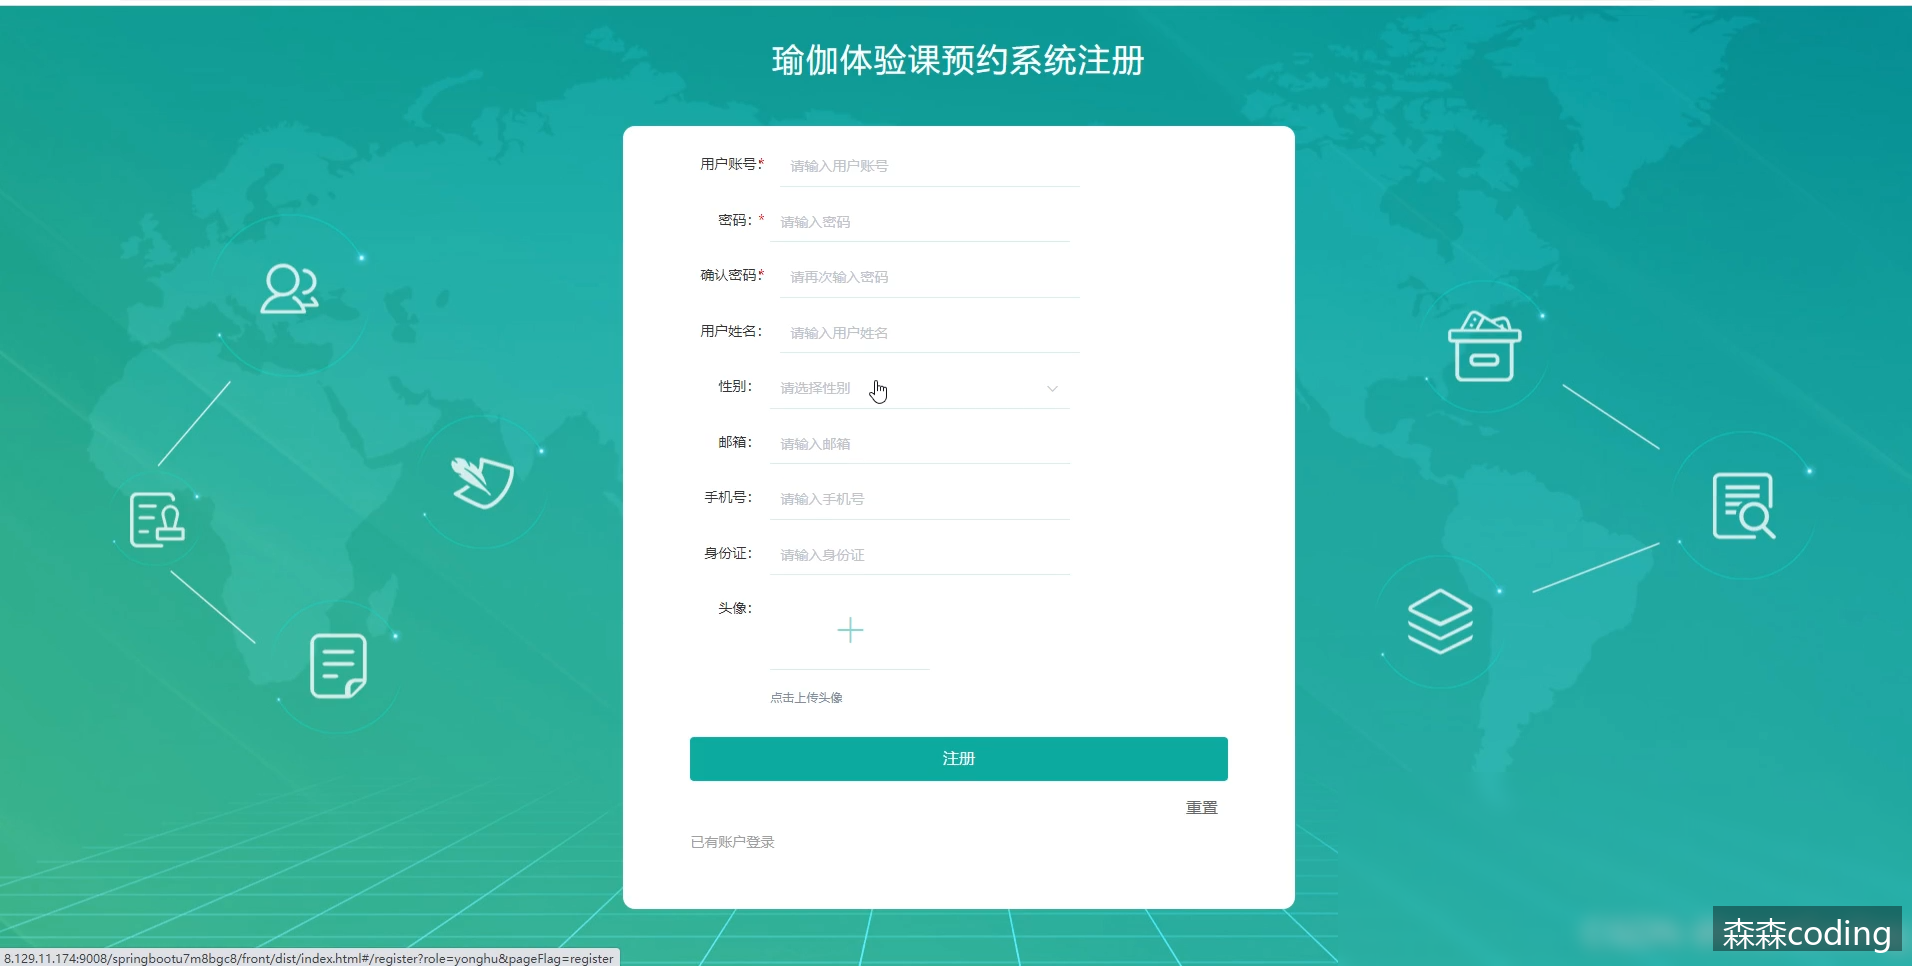 瑜伽体验课预约系统注册
用户账号：* 请输入用户账号
密码：* 请输入密码
确认密码：* 请再次输入密码
用户姓名： 请输入用户姓名
性别： 请选择性别
邮箱： 请输入邮箱
手机号： 请输入手机号
身份证： 请输入身份证
头像：
点击上传头像
注册
重置
已有账户登录
森森coding
8.129.11.174:9008/springbootu7m8bgc8/front/dist/index.html#/register?role=yonghu&pageFlag=register